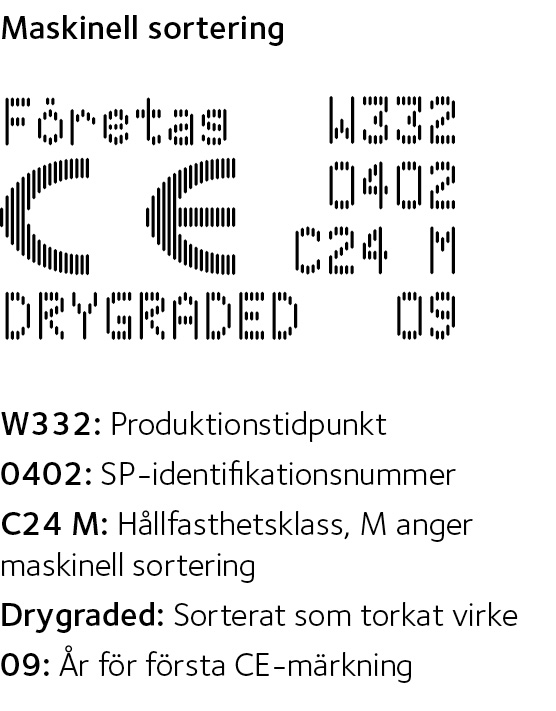 Maskinell sortering
Företag W332
CE 0402
C24 M
DRYGRADED 09
W332: Produktionstidpunkt
0402: SP-identifikationsnummer
C24 M: Hållfasthetsklass, M anger
maskinell sortering
Drygraded: Sorterat som torkat virke
09: År för första CE-märkning